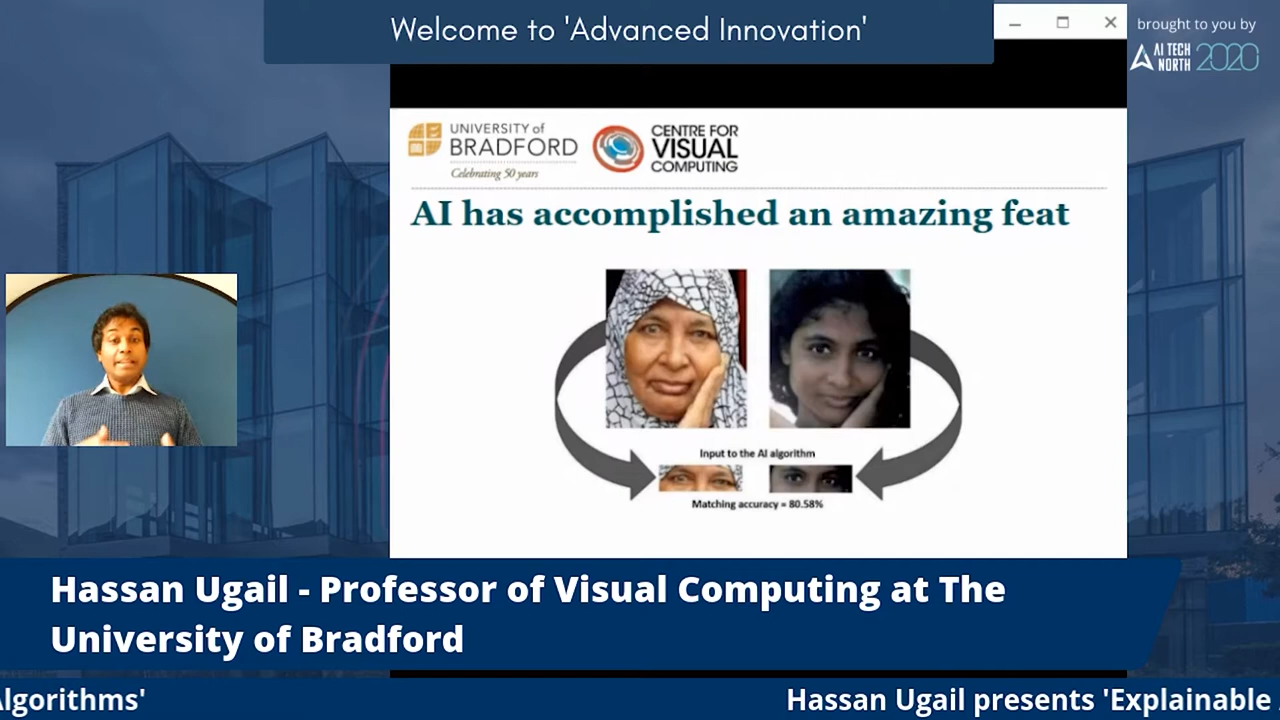 Welcome to 'Advanced Innovation'
brought to you by
AI TECH
NORTH 2020
UNIVERSITY of
BRADFORD
Celebrating 50 years
CENTRE FOR
VISUAL
COMPUTING
AI has accomplished an amazing feat
Input to the AI algorithm
Matching accuracy = 80.58%
Hassan Ugail - Professor of Visual Computing at The
University of Bradford
Algorithms'
Hassan Ugail presents 'Explainable